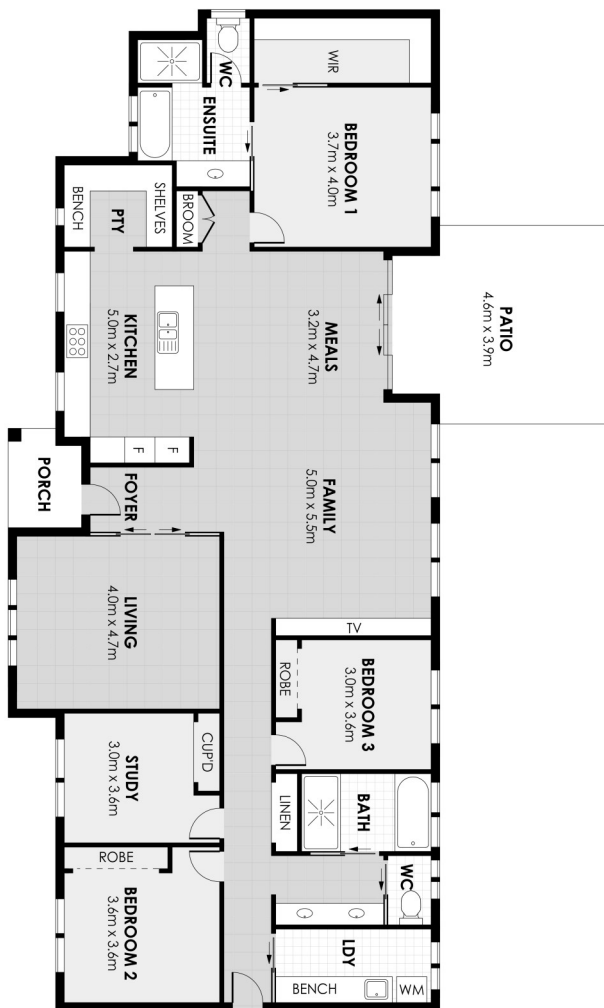 WIR
WC
ENSUITE
BEDROOM 1
3.7m x 4.0m
SHELVES
BENCH
PTY
BROOM
PATIO
4.6m x 3.9m
KITCHEN
5.0m x 2.7m
MEALS
3.2m x 4.7m
F
F
PORCH
FOYER
FAMILY
5.0m x 5.5m
LIVING
4.0m x 4.7m
TV
ROBE
BEDROOM 3
3.0m x 3.6m
STUDY
3.0m x 3.6m
CUP'D
LINEN
BATH
ROBE
BEDROOM 2
3.6m x 3.6m
WC
LDY
BENCH
WM